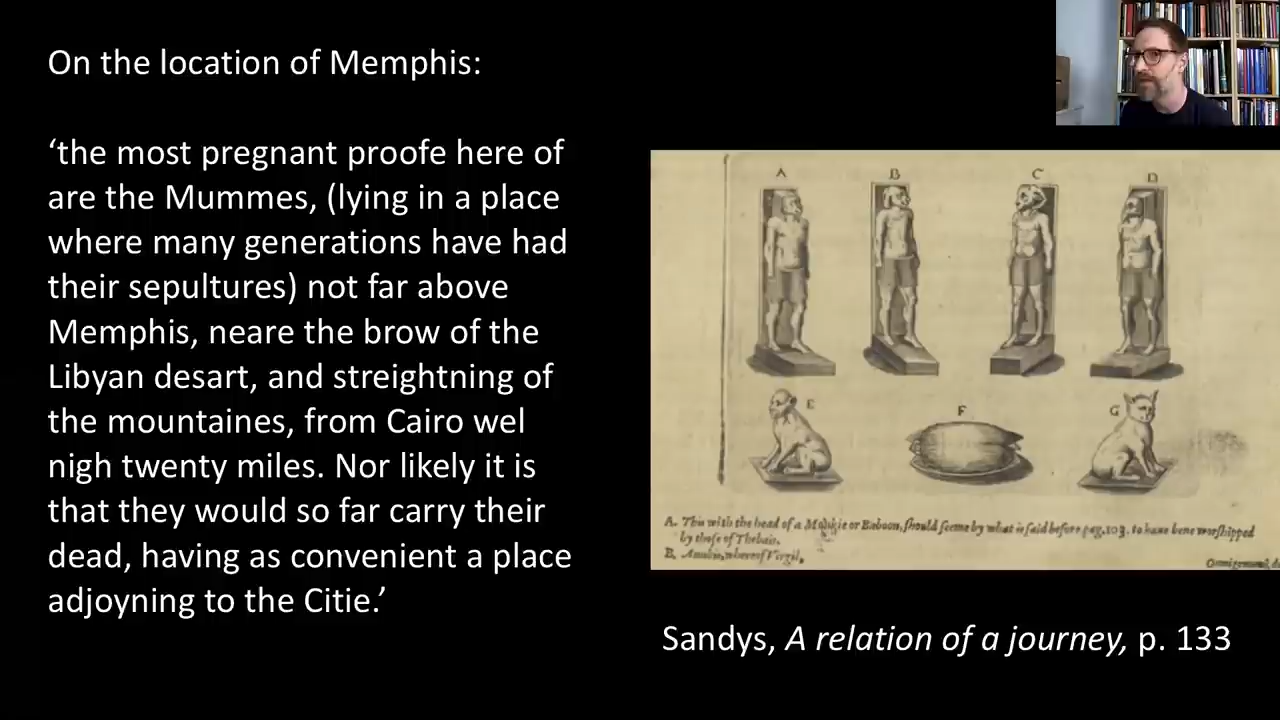 On the location of Memphis:
‘the most pregnant proofe here of
are the Mummes, (lying in a place
where many generations have had
their sepultures) not far above
Memphis, neare the brow of the
Libyan desart, and streightning of
the mountaines, from Cairo wel
nigh twenty miles. Nor likely it is
that they would so far carry their
dead, having as convenient a place
adjoyning to the Citie.’
A B C D
E F G
A. This with the head of a or Baboon, should seeme by what is said before pag, 103. to have bene worshipped
by those of Thebais.
B. Anubis, whereof Virgil,
Sandys, A relation of a journey, p. 133